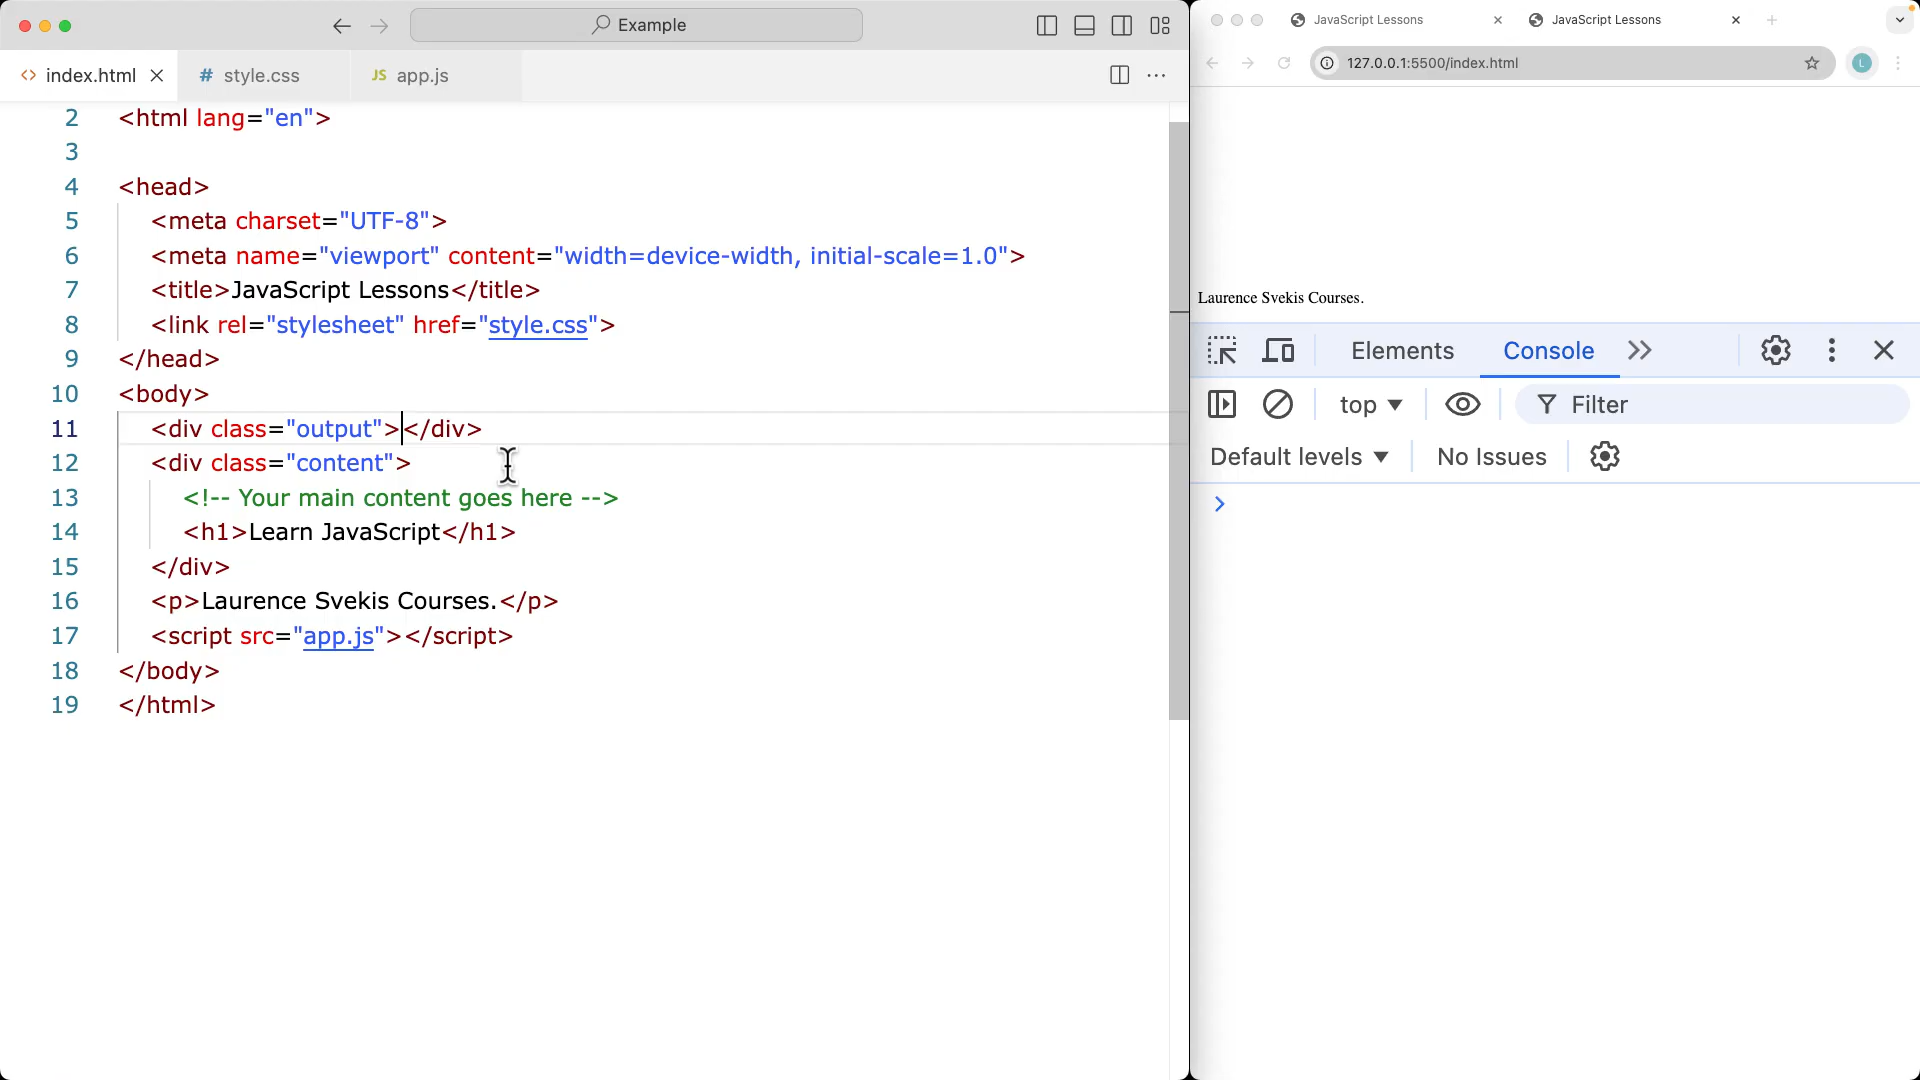 Example
index.html
# style.css
JS app.js
2 <html lang="en">
3
4 <head>
5 <meta charset="UTF-8">
6 <meta name="viewport" content="width=device-width, initial-scale=1.0">
7 <title>JavaScript Lessons</title>
8 <link rel="stylesheet" href="style.css">
9 </head>
10 <body>
11 <div class="output"></div>
12 <div class="content">
13 <!-- Your main content goes here -->
14 <h1>Learn JavaScript</h1>
15 </div>
16 <p>Laurence Svekis Courses.</p>
17 <script src="app.js"></script>
18 </body>
19 </html>
JavaScript Lessons
JavaScript Lessons
127.0.0.1:5500/index.html
L
Laurence Svekis Courses.
Elements
Console
top
Filter
Default levels
No Issues